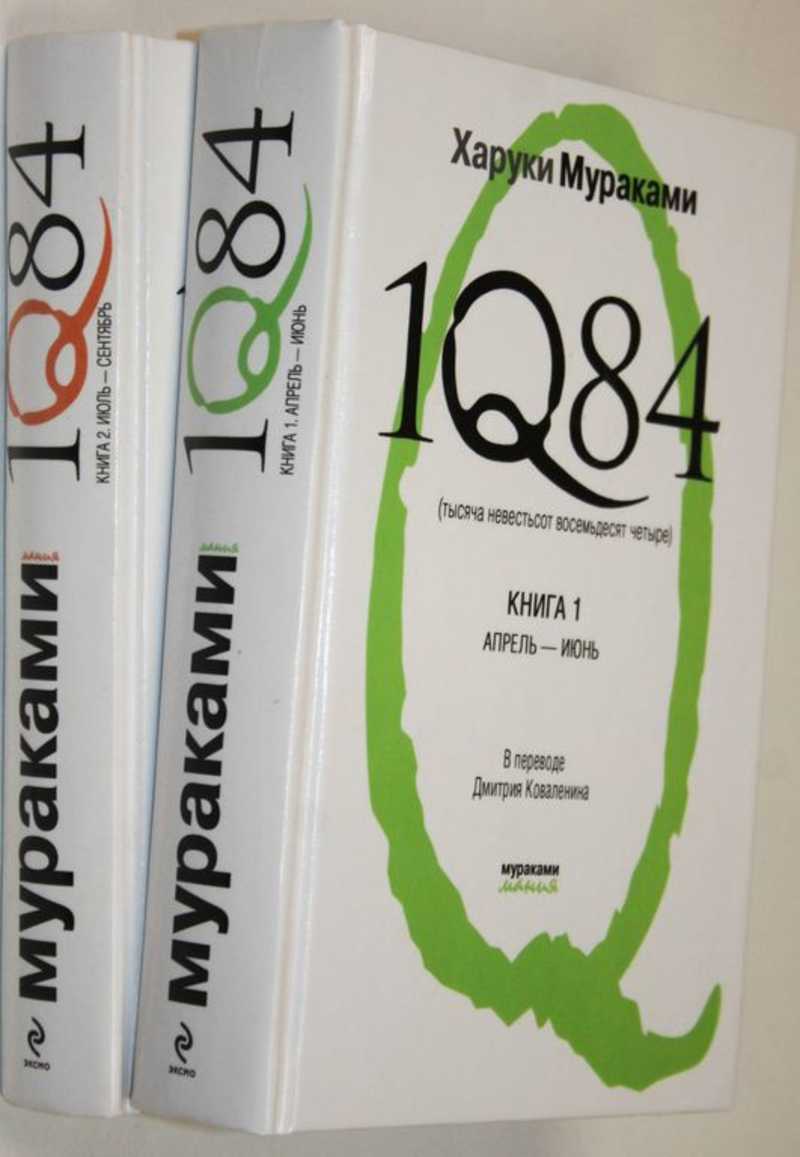 1Q84
КНИГА 2. ИЮЛЬ — СЕНТЯБРЬ
мураками
мания
эксмо
1Q84
КНИГА 1. АПРЕЛЬ — ИЮНЬ
мураками
мания
эксмо
Харуки Мураками
1Q84
(тысяча невестьсот восемьдесят четыре)
КНИГА 1
АПРЕЛЬ — ИЮНЬ
В переводе
Дмитрия Коваленина
мураками
мания